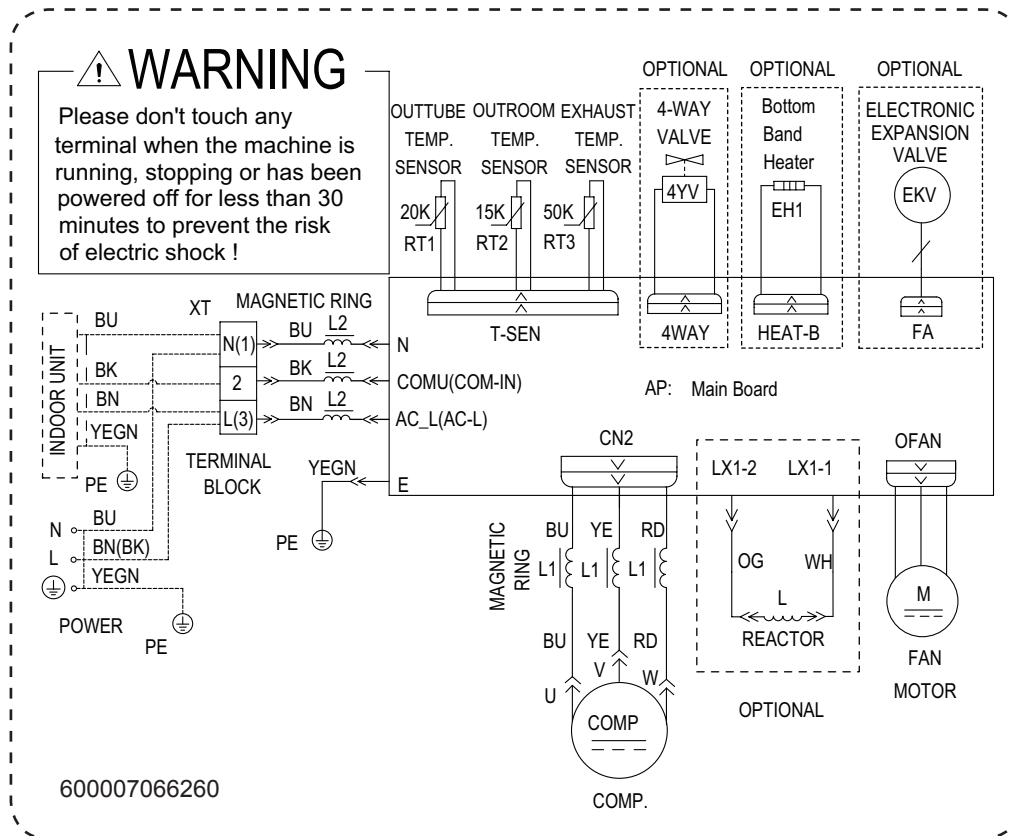 WARNING
Please don't touch any
terminal when the machine is
running, stopping or has been
powered off for less than 30
minutes to prevent the risk
of electric shock !
OUTTUBE
TEMP.
SENSOR
20K
RT1
OUTROOM
TEMP.
SENSOR
15K
RT2
EXHAUST
TEMP.
SENSOR
50K
RT3
T-SEN
OPTIONAL
4-WAY
VALVE
4YV
4WAY
OPTIONAL
Bottom
Band
Heater
EH1
HEAT-B
OPTIONAL
ELECTRONIC
EXPANSION
VALVE
EKV
FA
INDOOR UNIT
BU
BK
BN
YEGN
PE
XT
N(1)
2
L(3)
TERMINAL
BLOCK
MAGNETIC RING
BU L2
BK L2
BN L2
N
COMU(COM-IN)
AC_L(AC-L)
YEGN
E
PE
AP: Main Board
N BU
L BN(BK)
YEGN
POWER
PE
CN2
MAGNETIC
RING
BU YE RD
L1 L1 L1
BU YE RD
U V W
COMP
COMP.
LX1-2 LX1-1
OG WH
L
REACTOR
OPTIONAL
OFAN
M
FAN
MOTOR
600007066260